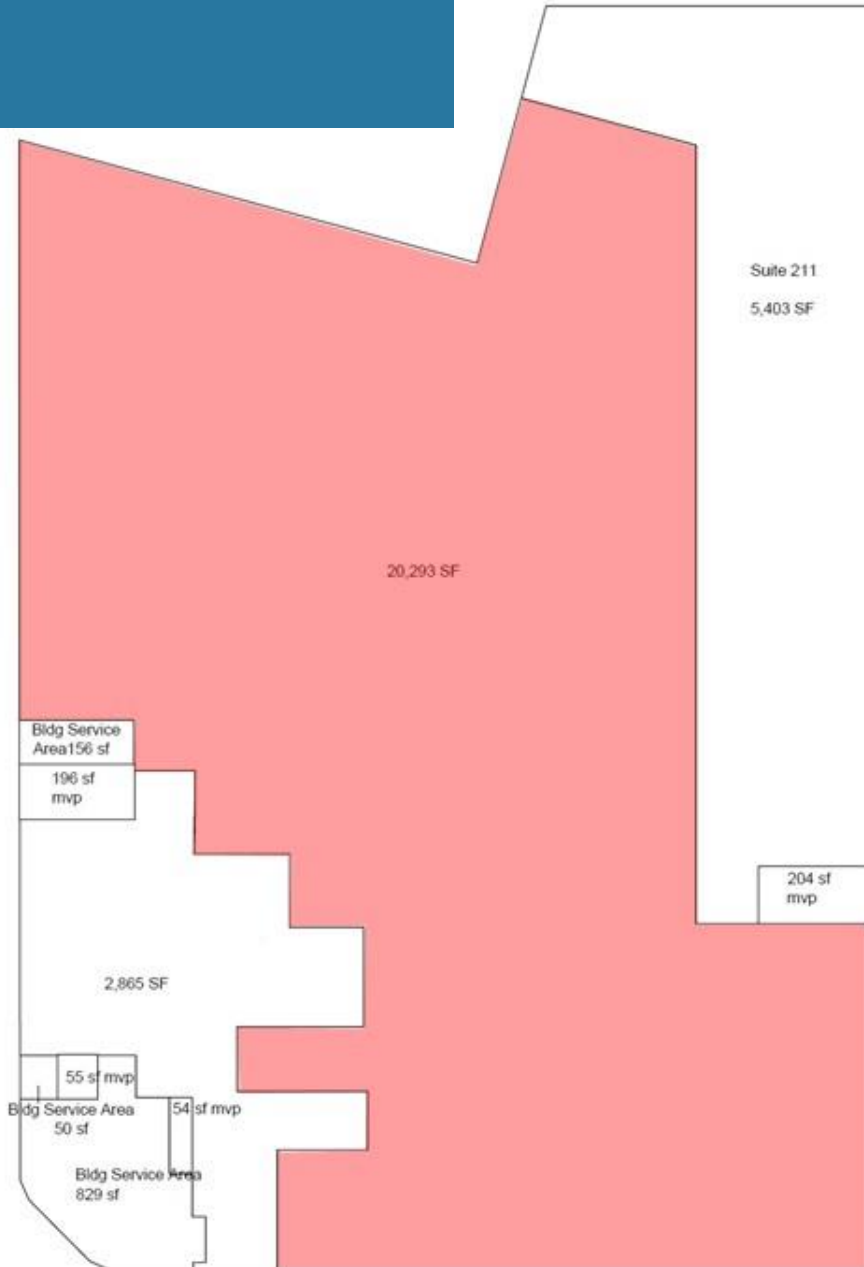 Suite 211
5,403 SF
20,293 SF
Bldg Service
Area156 sf
196 sf
mvp
204 sf
mvp
2,865 SF
55 sf mvp
Bldg Service Area
50 sf
54 sf mvp
Bldg Service Area
829 sf